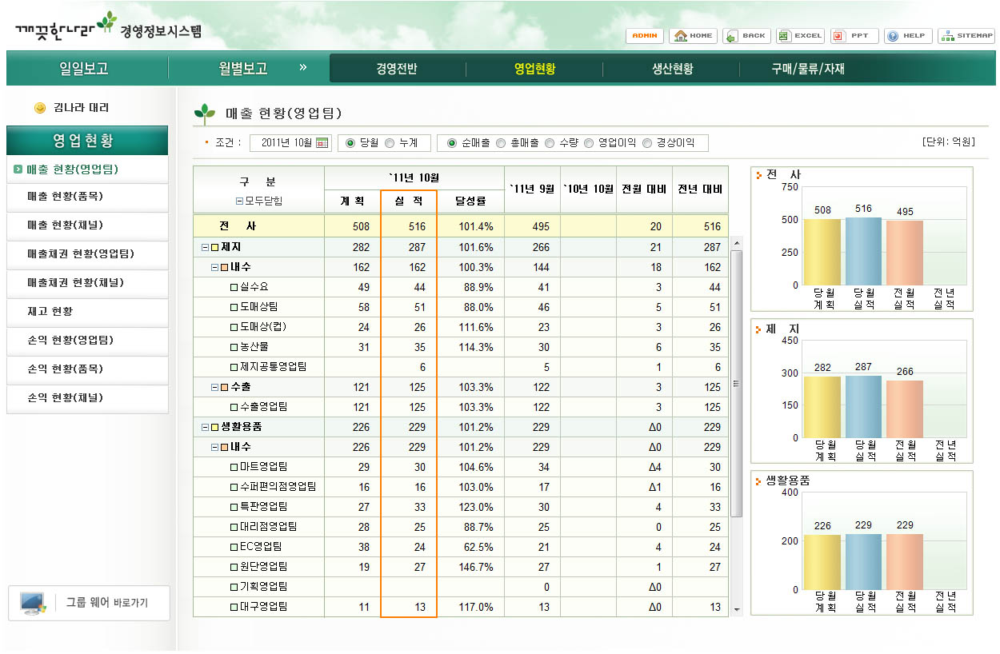 깨끗한나라 경영정보시스템
ADMIN HOME BACK EXCEL PPT HELP SITEMAP
일일보고 월별보고 » 경영전반 영업현황 생산현황 구매/물류/자재
김나라 대리
영업현황
매출 현황(영업팀)
매출 현황(품목)
매출 현황(채널)
매출채권 현황(영업팀)
매출채권 현황(채널)
재고 현황
손익 현황(영업팀)
손익 현황(품목)
손익 현황(채널)
그룹 웨어 바로가기
매출 현황(영업팀)
조건 : 2011년 10월 당월 누계 순매출 총매출 수량 영업이익 경상이익 [단위: 억원]
구 분 `11년 10월 `11년 9월 `10년 10월 전월 대비 전년 대비
모두닫힘 계 획 실 적 달성률
전 사 508 516 101.4% 495 20 516
제지 282 287 101.6% 266 21 287
내수 162 162 100.3% 144 18 162
실수요 49 44 88.9% 41 3 44
도매상팀 58 51 88.0% 46 5 51
도매상(컵) 24 26 111.6% 23 3 26
농산물 31 35 114.3% 30 6 35
제지공통영업팀 6 5 1 6
수출 121 125 103.3% 122 3 125
수출영업팀 121 125 103.3% 122 3 125
생활용품 226 229 101.2% 229 Δ0 229
내수 226 229 101.2% 229 Δ0 229
마트영업팀 29 30 104.6% 34 Δ4 30
수퍼편의점영업팀 16 16 103.0% 17 Δ1 16
특판영업팀 27 33 123.0% 30 4 33
대리점영업팀 28 25 88.7% 25 0 25
EC영업팀 38 24 62.5% 21 4 24
원단영업팀 19 27 146.7% 27 1 27
기획영업팀 0 Δ0
대구영업팀 11 13 117.0% 13 Δ0 13
전 사
750
500
250
0
508 516 495
당월 당월 전월 전년
계획 실적 실적 실적
제 지
450
300
150
0
282 287 266
당월 당월 전월 전년
계획 실적 실적 실적
생활용품
400
200
0
226 229 229
당월 당월 전월 전년
계획 실적 실적 실적